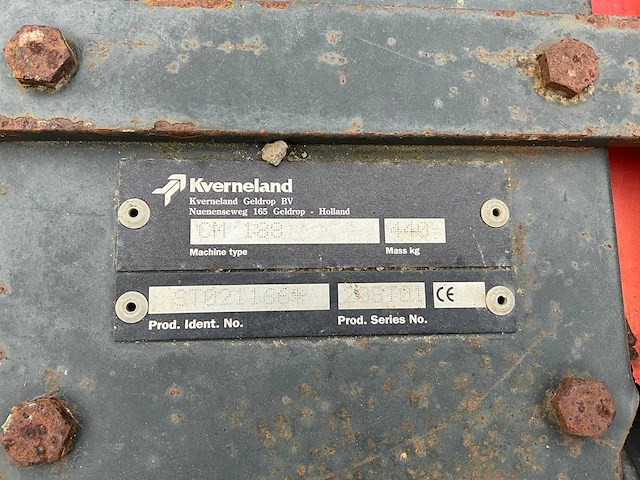 Kverneland
Kverneland Geldrop BV
Nuenenseweg 165 Geldrop - Holland
CM 188 440
Machine type Mass kg
CE
Prod. Ident. No. Prod. Series No.